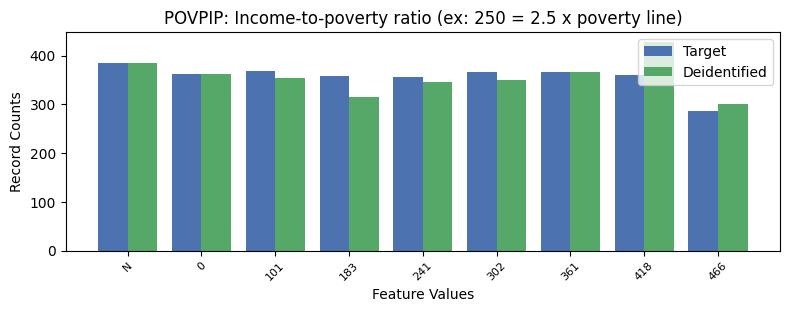 POVPIP: Income-to-poverty ratio (ex: 250 = 2.5 x poverty line)
Record Counts
400
300
200
100
0
Target
Deidentified
N 0 101 183 241 302 361 418 466
Feature Values